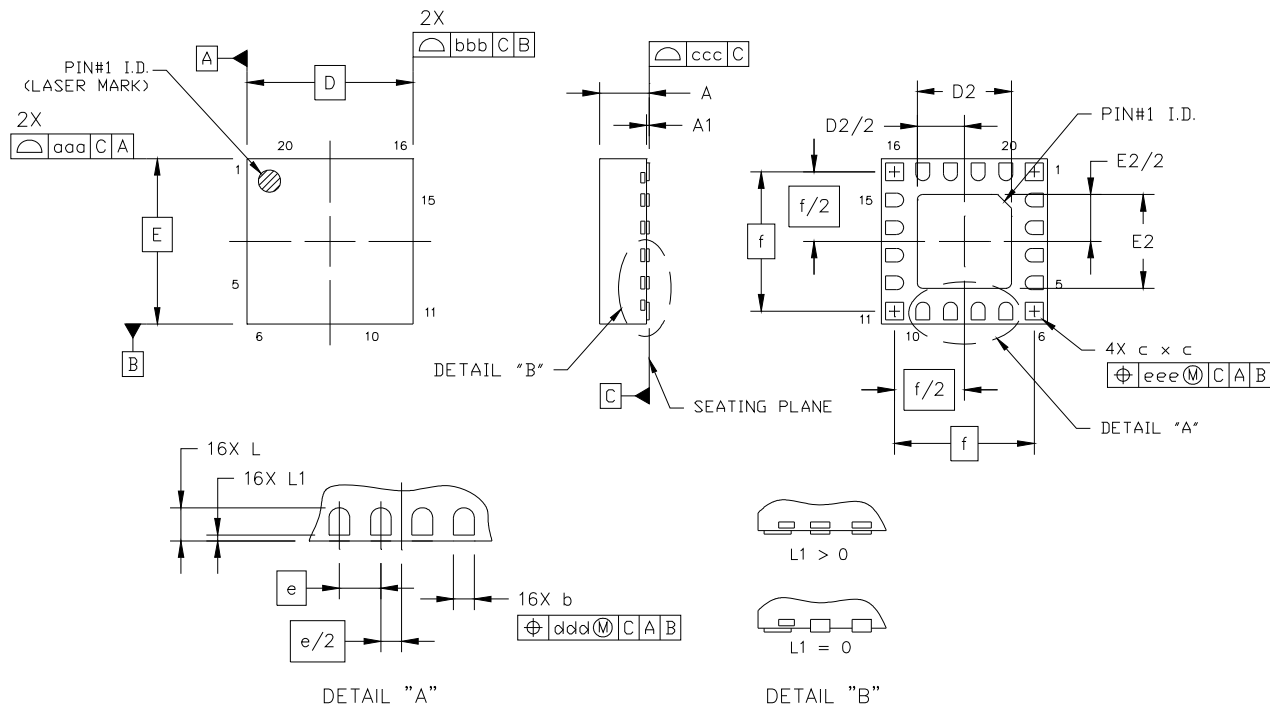 2X
bbb C B
A
D
PIN#1 I.D.
(LASER MARK)
2X
aaa C A
20
16
1
15
E
5
11
6
10
B
ccc C
A
A1
DETAIL "B"
C
SEATING PLANE
D2
D2/2
PIN#1 I.D.
16
20
E2/2
1
15
f/2
f
E2
5
11
10
6
4X c x c
⌖ eee Ⓜ C A B
f/2
DETAIL "A"
f
16X L
16X L1
e
16X b
⌖ ddd Ⓜ C A B
e/2
DETAIL "A"
L1 > 0
L1 = 0
DETAIL "B"